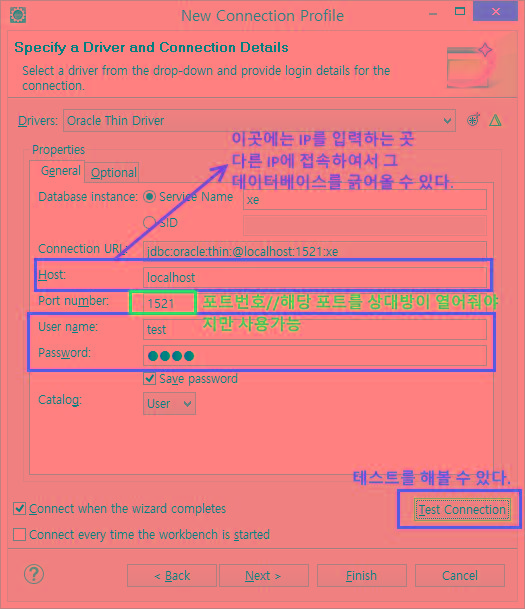 New Connection Profile
Specify a Driver and Connection Details
Select a driver from the drop-down and provide login details for the
connection.
Drivers: Oracle Thin Driver
이곳에는 IP를 입력하는 곳
다른 IP에 접속하여서 그
데이터베이스를 긁어올 수 있다.
Properties
General Optional
Database Instance: Service Name xe
SID
Connection URL: jdbc:oracle:thin:@localhost:1521:xe
Host: localhost
Port number: 1521 포트번호//해당 포트를 상대방이 열어줘야
지만 사용가능
User name: test
Password: ●●●●
Save password
Catalog: User
테스트를 해볼 수 있다.
Connect when the wizard completes Test Connection
Connect every time the workbench is started
? < Back Next > Finish Cancel